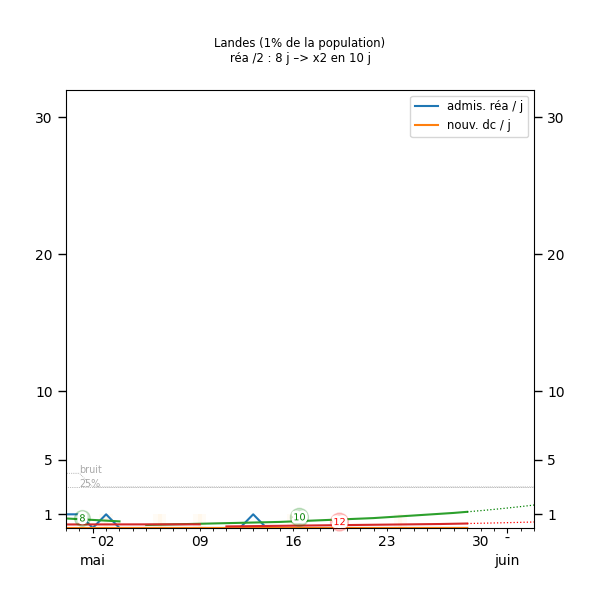 Landes (1% de la population)
réa /2 : 8 j –> x2 en 10 j
admis. réa / j
nouv. dc / j
30
30
20
20
10
10
5
5
bruit
25%
1
1
8
10
12
02
09
16
23
30
mai
juin